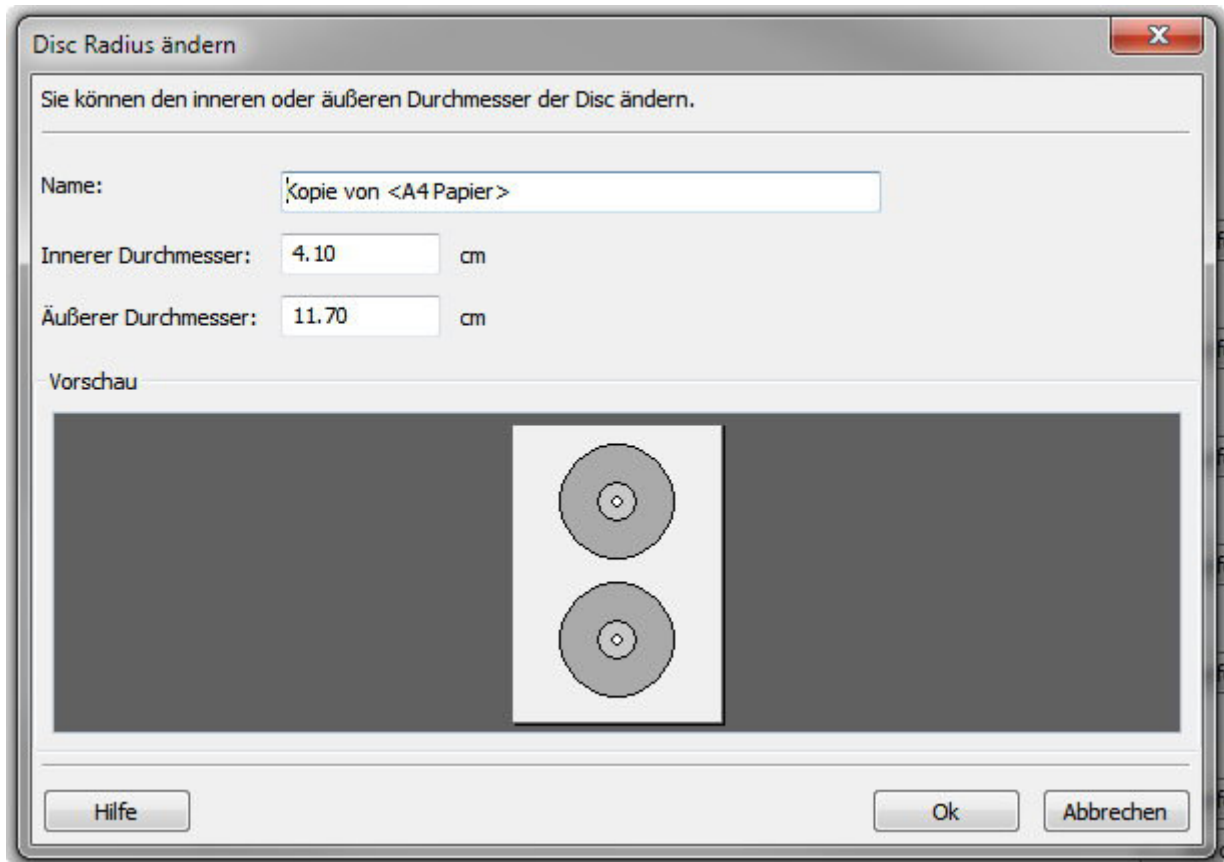 Disc Radius ändern
Sie können den inneren oder äußeren Durchmesser der Disc ändern.
Name:
Kopie von <A4 Papier>
Innerer Durchmesser: 4.10 cm
Äußerer Durchmesser: 11.70 cm
Vorschau
Hilfe Ok Abbrechen